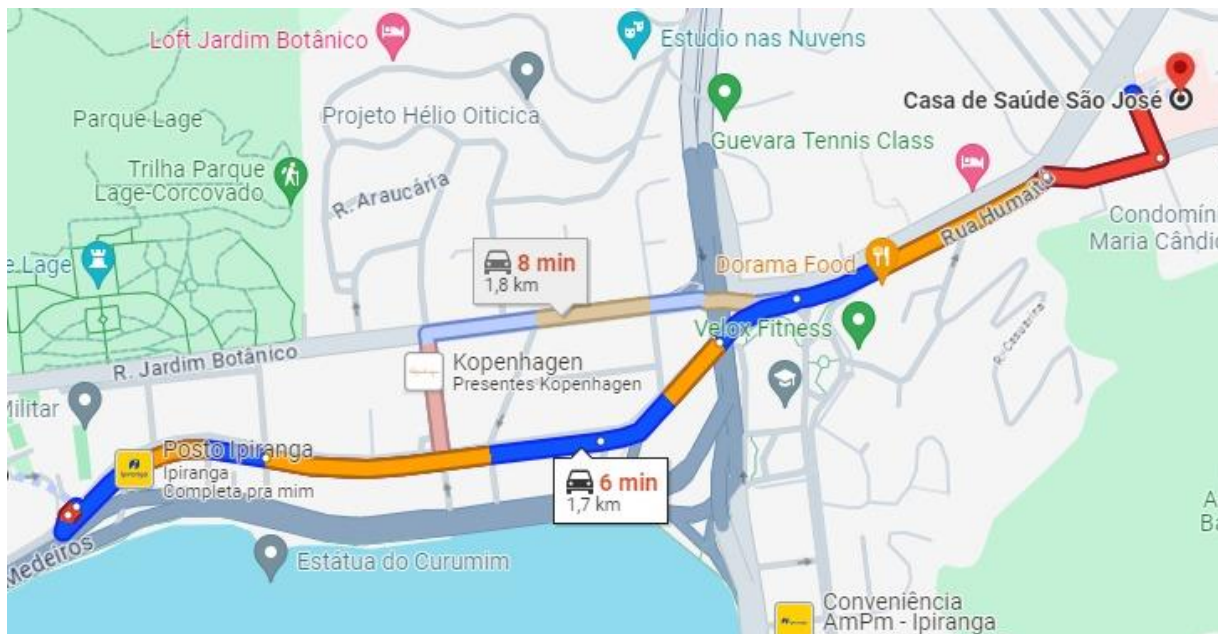 Loft Jardim Botânico
Estudio nas Nuvens
Parque Lage
Projeto Hélio Oiticica
Casa de Saúde São José
Guevara Tennis Class
Trilha Parque
Lage-Corcovado
R. Araucária
Rua Humaitá
Condomín
Maria Cândid
e Lage
8 min
1,8 km
Dorama Food
Velox Fitness
R. Casuarina
R. Jardim Botânico
Kopenhagen
Presentes Kopenhagen
Militar
Posto Ipiranga
Ipiranga
Completa pra mim
6 min
1,7 km
Medeiros
Estátua do Curumim
A
Ba
Conveniência
AmPm - Ipiranga